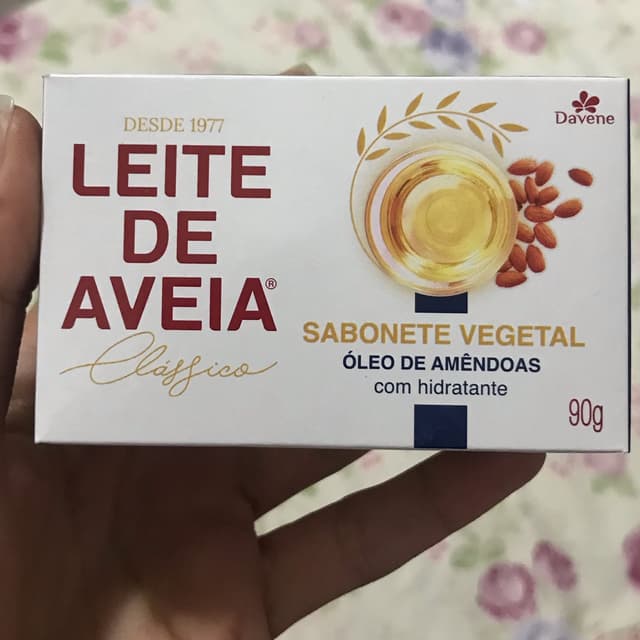 DESDE 1977
LEITE
DE
AVEIA®
Clássico
Davene
SABONETE VEGETAL
ÓLEO DE AMÊNDOAS
com hidratante
90g